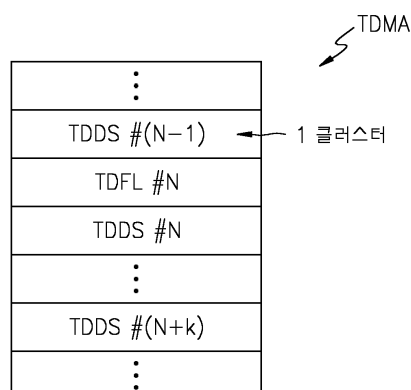 TDMA
⋮
TDDS #(N-1) 1 클러스터
TDFL #N
TDDS #N
⋮
TDDS #(N+k)
⋮